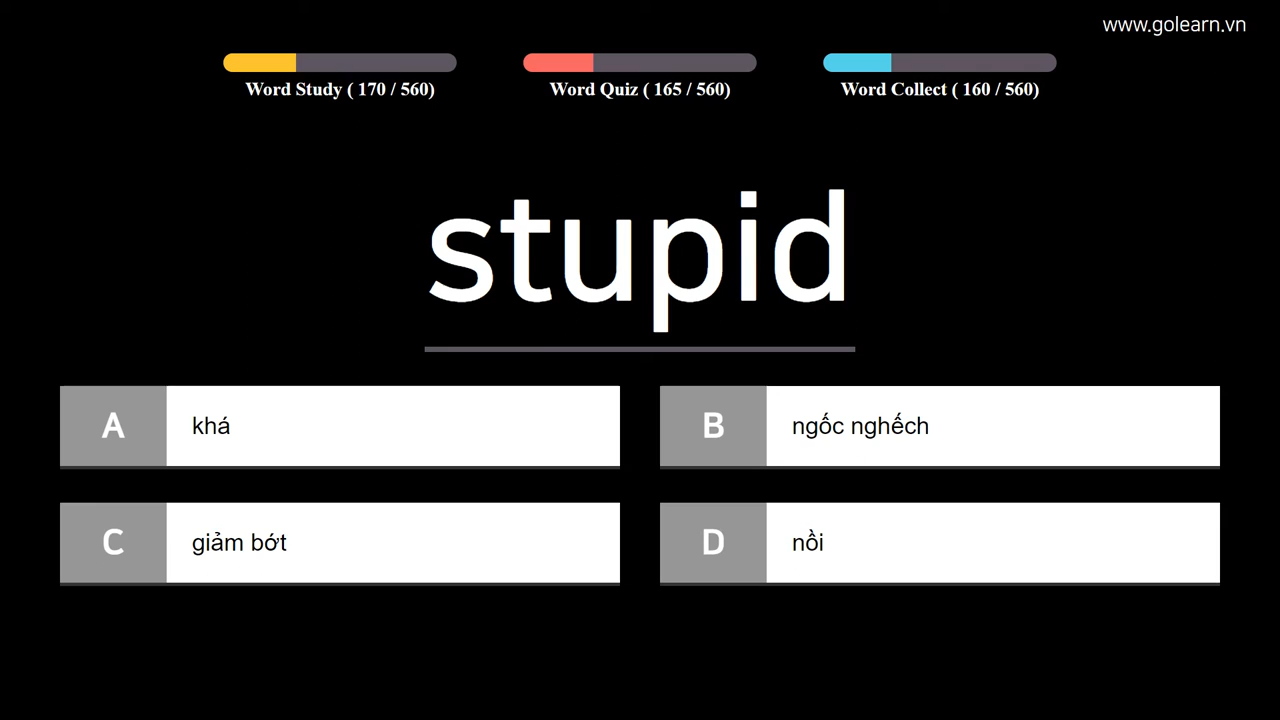 www.golearn.vn
Word Study ( 170 / 560)
Word Quiz ( 165 / 560)
Word Collect ( 160 / 560)
stupid
A khá
B ngốc nghếch
C giảm bớt
D nồi